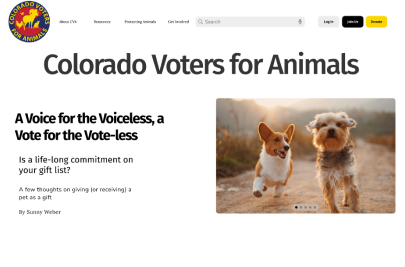 COLORADO VOTERS
FOR ANIMALS
About CVA
Resources
Protecting Animals
Get Involved
Search
Log in
Join Us
Donate
Colorado Voters for Animals
A Voice for the Voiceless, a
Vote for the Vote-less
Is a life-long commitment on
your gift list?
A few thoughts on giving (or receiving) a
pet as a gift
By Sunny Weber